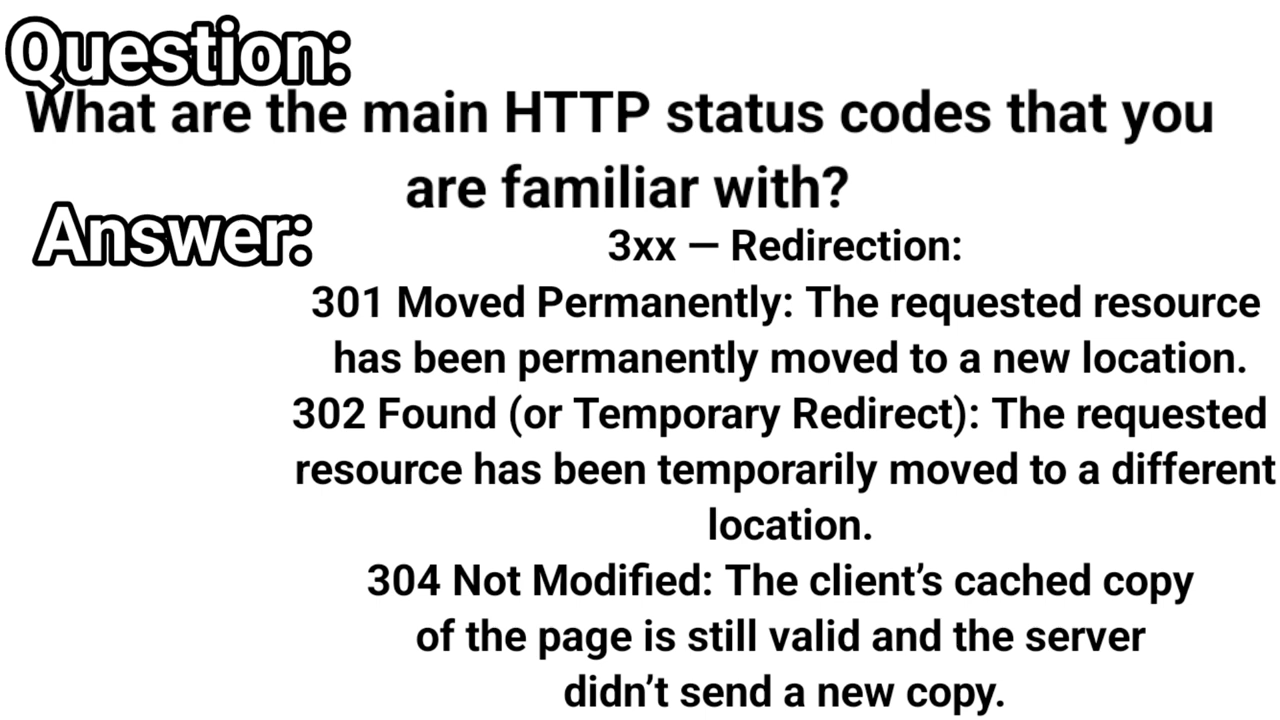 Question:
What are the main HTTP status codes that you
are familiar with?
Answer:
3xx — Redirection:
301 Moved Permanently: The requested resource
has been permanently moved to a new location.
302 Found (or Temporary Redirect): The requested
resource has been temporarily moved to a different
location.
304 Not Modified: The client’s cached copy
of the page is still valid and the server
didn’t send a new copy.